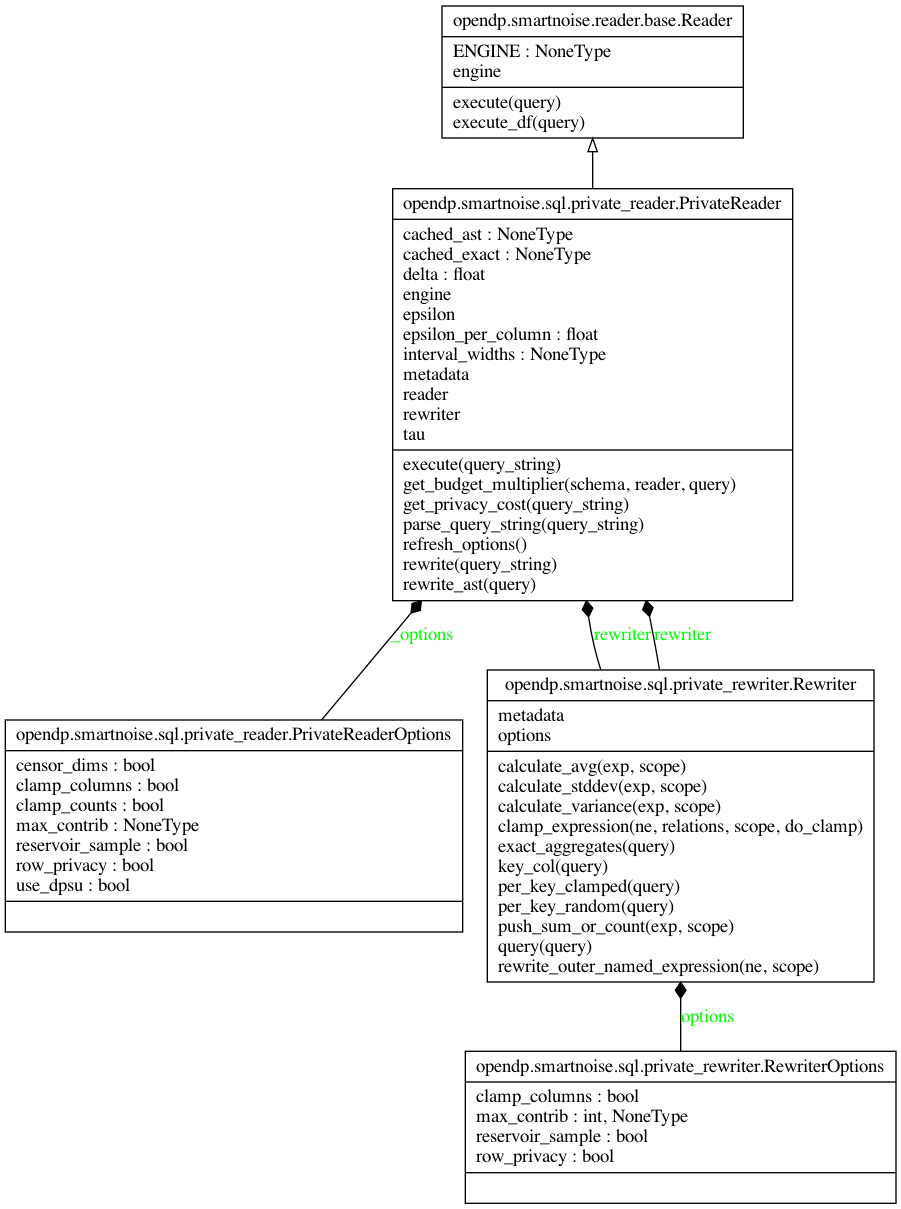 opendp.smartnoise.reader.base.Reader
ENGINE : NoneType
engine
execute(query)
execute_df(query)
opendp.smartnoise.sql.private_reader.PrivateReader
cached_ast : NoneType
cached_exact : NoneType
delta : float
engine
epsilon
epsilon_per_column : float
interval_widths : NoneType
metadata
reader
rewriter
tau
execute(query_string)
get_budget_multiplier(schema, reader, query)
get_privacy_cost(query_string)
parse_query_string(query_string)
refresh_options()
rewrite(query_string)
rewrite_ast(query)
_options
rewriter
rewriter
opendp.smartnoise.sql.private_reader.PrivateReaderOptions
censor_dims : bool
clamp_columns : bool
clamp_counts : bool
max_contrib : NoneType
reservoir_sample : bool
row_privacy : bool
use_dpsu : bool
opendp.smartnoise.sql.private_rewriter.Rewriter
metadata
options
calculate_avg(exp, scope)
calculate_stddev(exp, scope)
calculate_variance(exp, scope)
clamp_expression(ne, relations, scope, do_clamp)
exact_aggregates(query)
key_col(query)
per_key_clamped(query)
per_key_random(query)
push_sum_or_count(exp, scope)
query(query)
rewrite_outer_named_expression(ne, scope)
options
opendp.smartnoise.sql.private_rewriter.RewriterOptions
clamp_columns : bool
max_contrib : int, NoneType
reservoir_sample : bool
row_privacy : bool